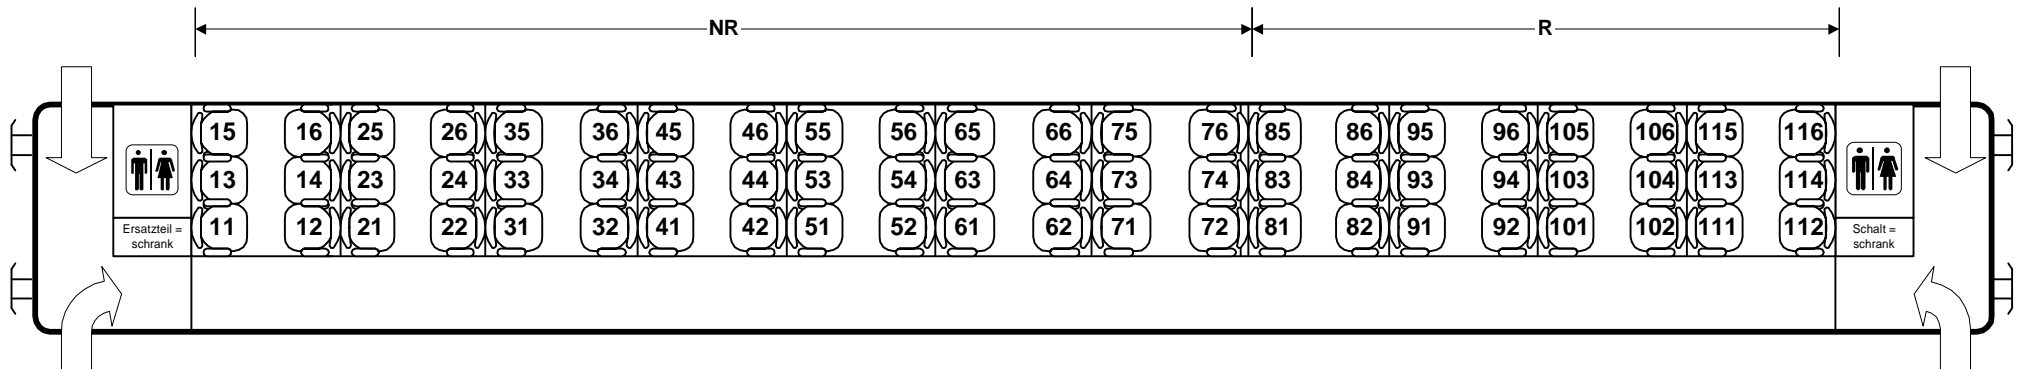 NR R
15 16 25 26 35 36 45 46 55 56 65 66 75 76 85 86 95 96 105 106 115 116
13 14 23 24 33 34 43 44 53 54 63 64 73 74 83 84 93 94 103 104 113 114
11 12 21 22 31 32 41 42 51 52 61 62 71 72 81 82 91 92 101 102 111 112
Ersatzteil =
schrank
Schalt =
schrank